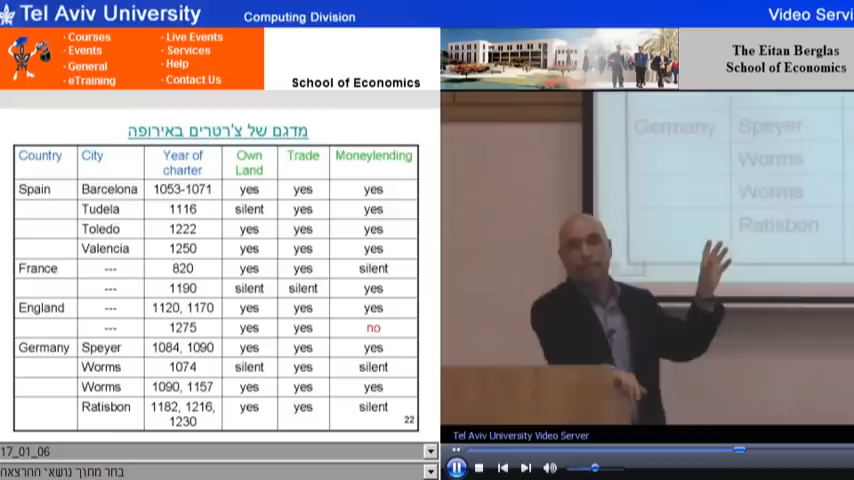 Tel Aviv University
Computing Division
Video Servi
· Courses
· Events
· General
· eTraining
· Live Events
· Services
· Help
· Contact Us
School of Economics
The Eitan Berglas
School of Economics
מדגם של צ'רטרים באירופה
Country City Year of charter Own Land Trade Moneylending
Spain Barcelona 1053-1071 yes yes yes
Tudela 1116 silent yes yes
Toledo 1222 yes yes yes
Valencia 1250 yes yes yes
France --- 820 yes yes silent
--- 1190 silent silent yes
England --- 1120, 1170 yes yes yes
--- 1275 yes yes no
Germany Speyer 1084, 1090 yes yes yes
Worms 1074 silent yes silent
Worms 1090, 1157 yes yes yes
Ratisbon 1182, 1216, 1230 yes yes silent
22
Germany Speyer
Worms
Worms
Ratisbon
Tel Aviv University Video Server
17_01_06
בחר מתוך נושאי ההרצאה